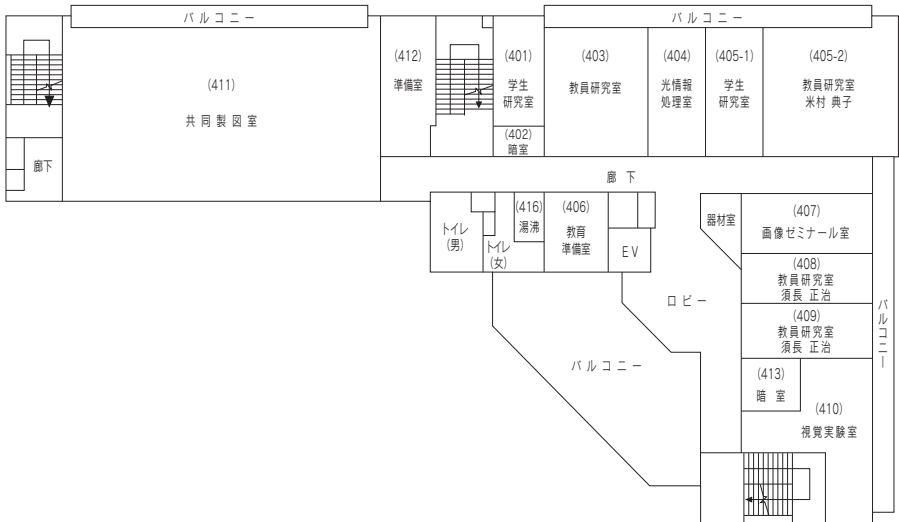 バルコニー
バルコニー
(411)
共同製図室
(412)
準備室
(401)
学生
研究室
(402)
暗室
(403)
教員研究室
(404)
光情報
処理室
(405-1)
学生
研究室
(405-2)
教員研究室
米村 典子
廊下
廊下
トイレ
(男)
トイレ
(女)
(416)
湯沸
(406)
教育
準備室
EV
器材室
(407)
画像ゼミナール室
(408)
教員研究室
須長 正治
(409)
教員研究室
須長 正治
ロビー
バルコニー
バルコニー
(413)
暗室
(410)
視覚実験室